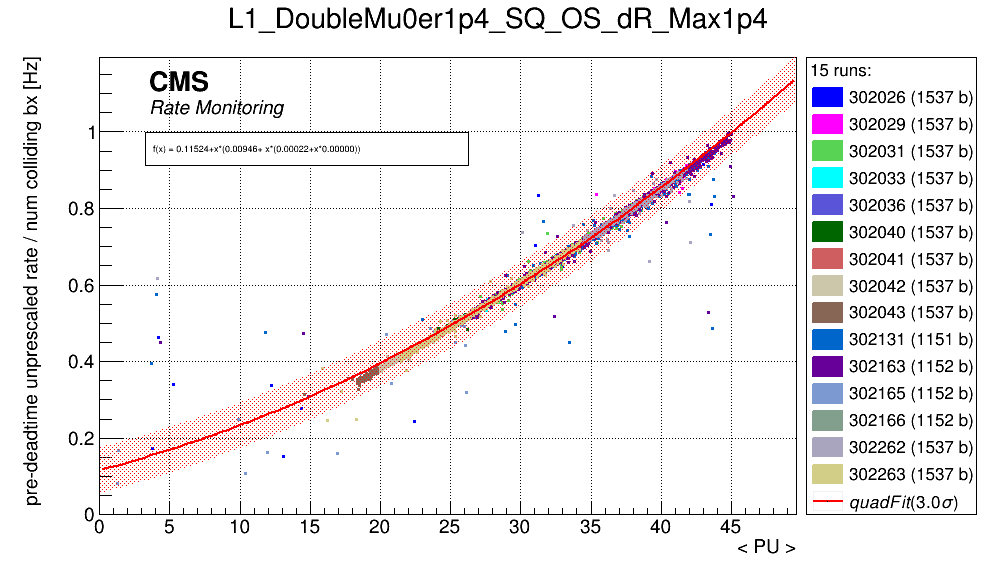 L1_DoubleMu0er1p4_SQ_OS_dR_Max1p4
pre-deadtime unprescaled rate / num colliding bx [Hz]
CMS
Rate Monitoring
f(x) = 0.11524+x*(0.00946+ x*(0.00022+x*0.00000))
1
0.8
0.6
0.4
0.2
0
0 5 10 15 20 25 30 35 40 45
< PU >
15 runs:
302026 (1537 b)
302029 (1537 b)
302031 (1537 b)
302033 (1537 b)
302036 (1537 b)
302040 (1537 b)
302041 (1537 b)
302042 (1537 b)
302043 (1537 b)
302131 (1151 b)
302163 (1152 b)
302165 (1152 b)
302166 (1152 b)
302262 (1537 b)
302263 (1537 b)
quadFit(3.0σ)